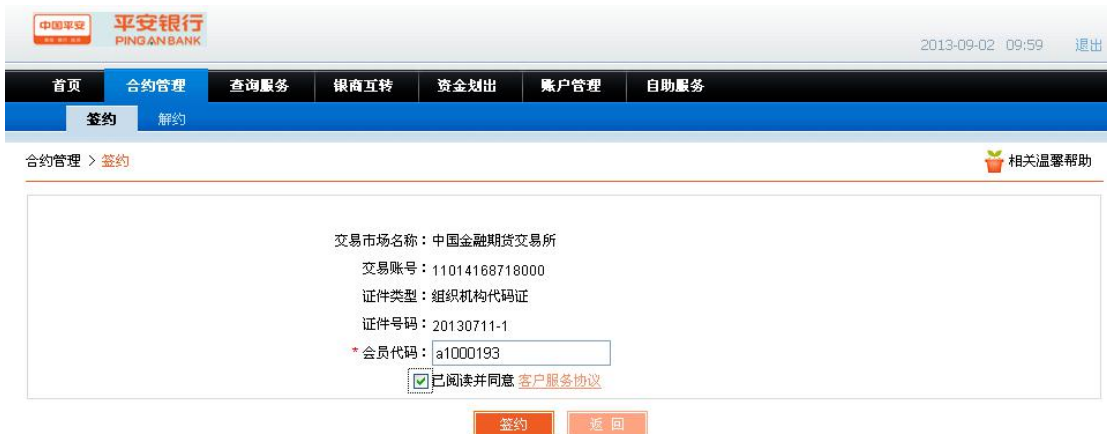 中国平安
平安银行
PINGAN BANK
2013-09-02 09:59 退出
首页 合约管理 查询服务 银商互转 资金划出 账户管理 自助服务
签约 解约
合约管理 > 签约 相关温馨帮助
交易市场名称：中国金融期货交易所
交易账号：11014168718000
证件类型：组织机构代码证
证件号码：20130711-1
*会员代码：a1000193
已阅读并同意 客户服务协议
签约 返 回